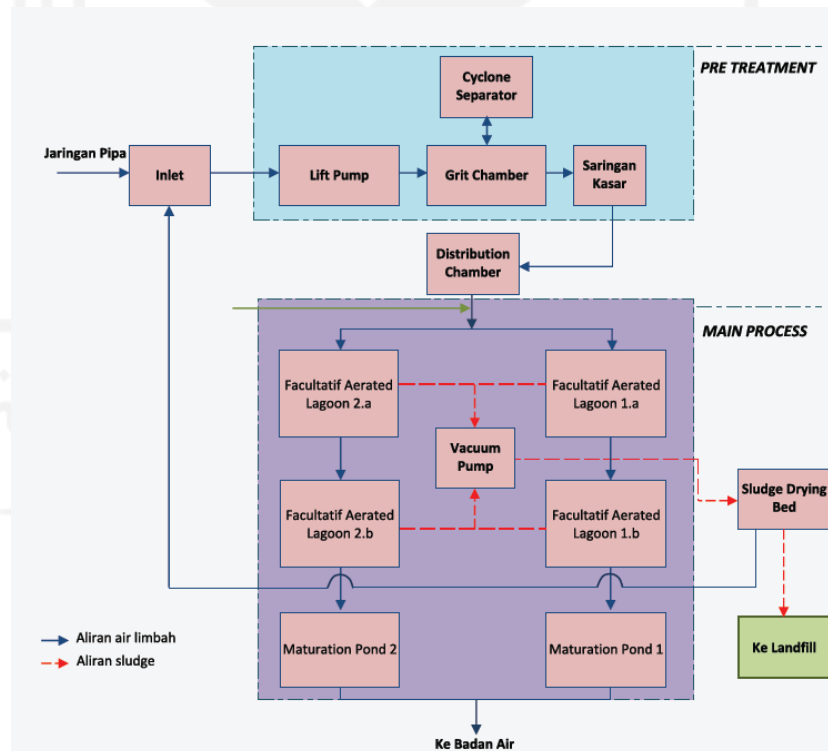 PRE TREATMENT
Cyclone
Separator
Jaringan Pipa
Inlet
Lift Pump
Grit Chamber
Saringan
Kasar
Distribution
Chamber
MAIN PROCESS
Facultatif Aerated
Lagoon 2.a
Facultatif Aerated
Lagoon 1.a
Vacuum
Pump
Sludge Drying
Bed
Facultatif Aerated
Lagoon 2.b
Facultatif Aerated
Lagoon 1.b
Aliran air limbah
Aliran sludge
Maturation Pond 2
Maturation Pond 1
Ke Landfill
Ke Badan Air